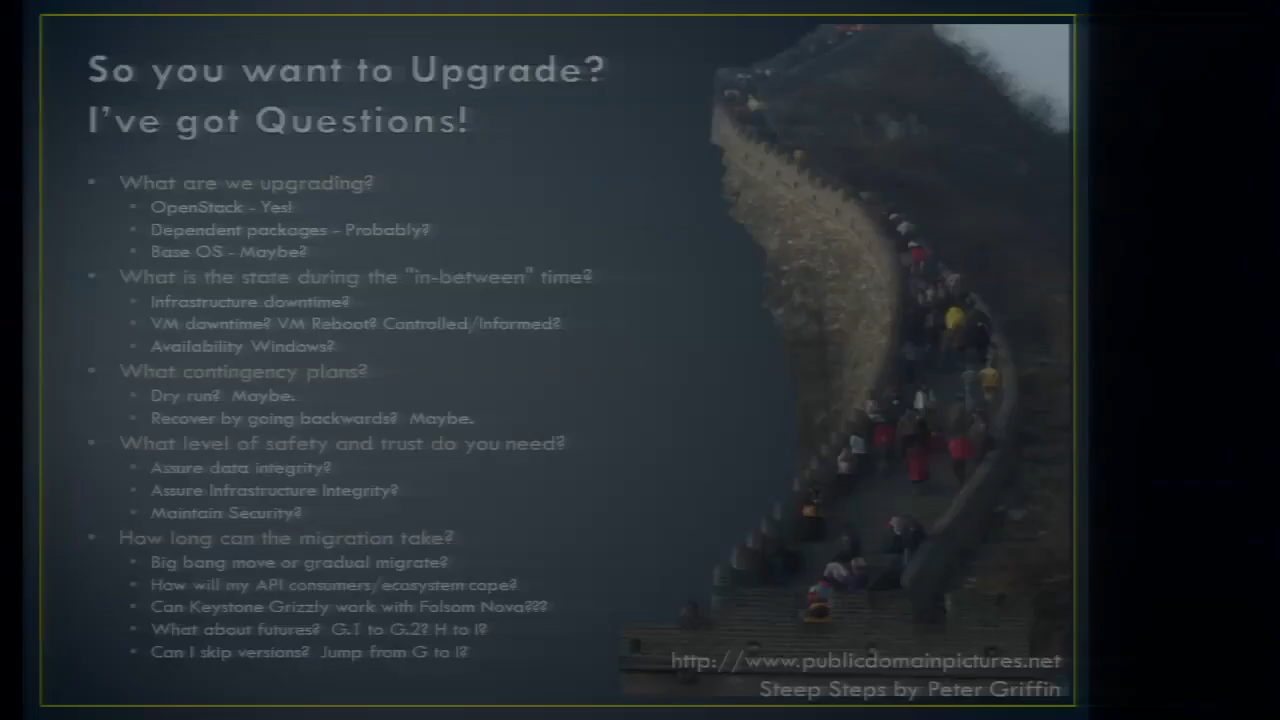 So you want to Upgrade?
I've got Questions!
• What are we upgrading?
• OpenStack - Yes!
• Dependent packages - Probably?
• Base OS - Maybe?
• What is the state during the "in-between" time?
• Infrastructure downtime?
• VM downtime? VM Reboot? Controlled/Informed?
• Availability Windows?
• What contingency plans?
• Dry run? Maybe.
• Recover by going backwards? Maybe.
• What level of safety and trust do you need?
• Assure data integrity?
• Assure Infrastructure Integrity?
• Maintain Security?
• How long can the migration take?
• Big bang move or gradual migrate?
• How will my API consumers/ecosystem cope?
• Can Keystone Grizzly work with Folsom Nova???
• What about futures? G.1 to G.2? H to I?
• Can I skip versions? Jump from G to I?
http://www.publicdomainpictures.net
Steep Steps by Peter Griffin